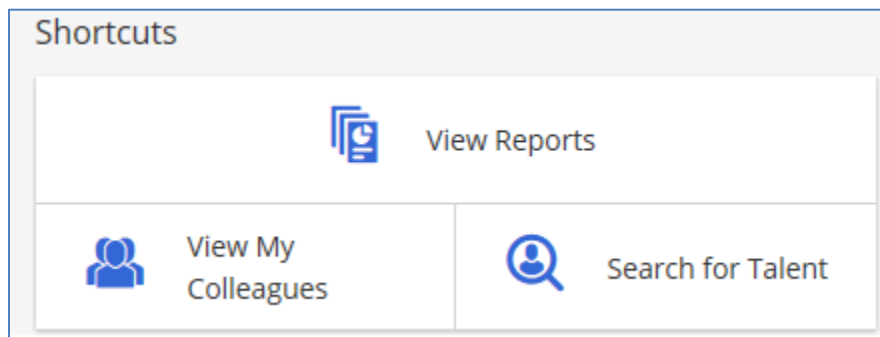 Shortcuts
View Reports
View My
Colleagues
Search for Talent